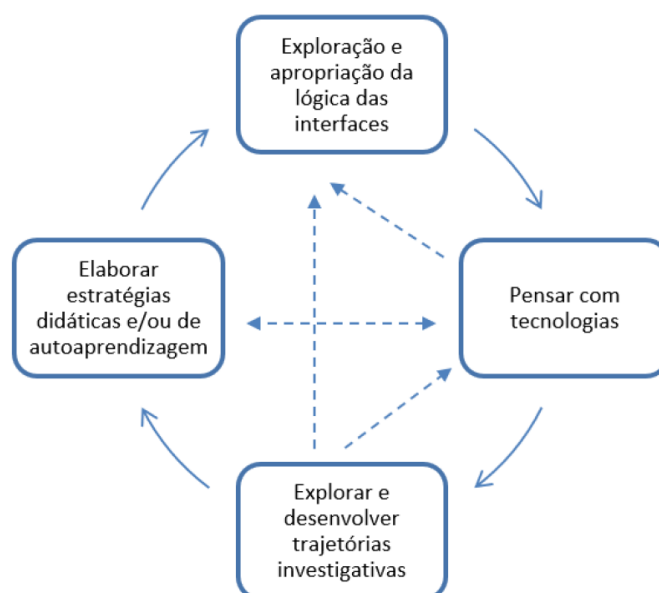 Exploração e
apropriação da
lógica das
interfaces
Elaborar
estratégias
didáticas e/ou de
autoaprendizagem
Pensar com
tecnologias
Explorar e
desenvolver
trajetórias
investigativas